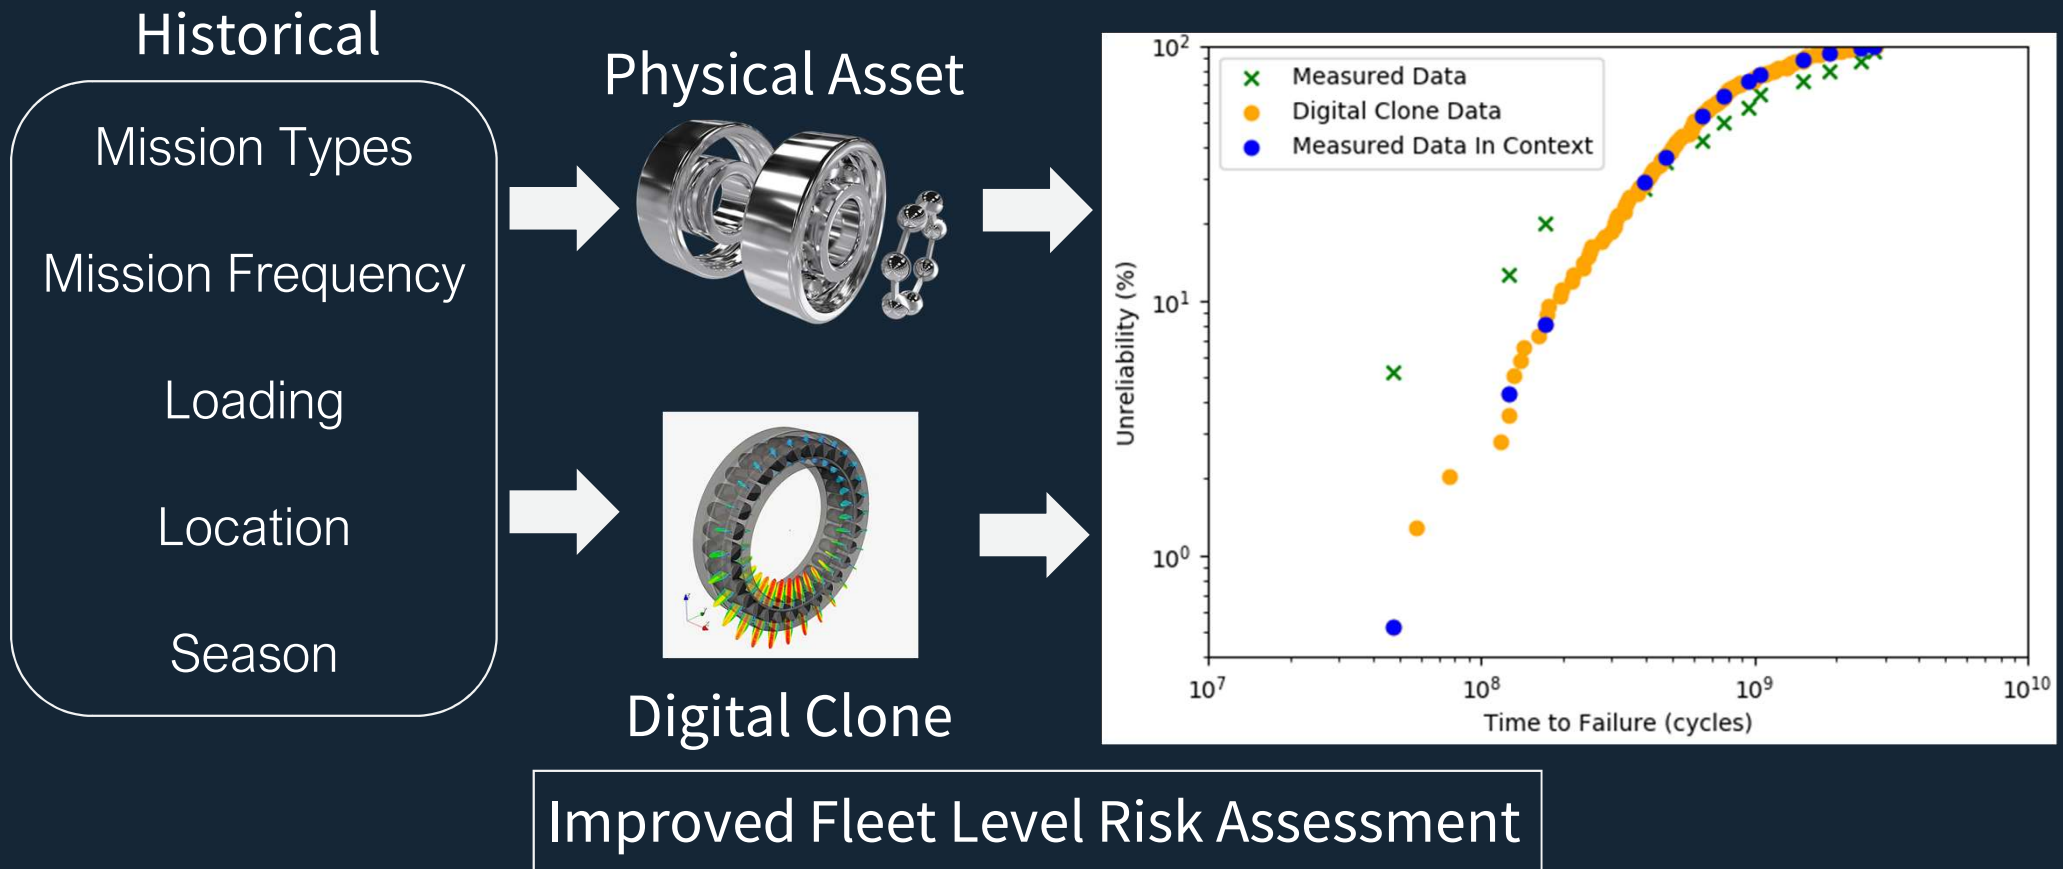 Historical
Mission Types
Mission Frequency
Loading
Location
Season
Physical Asset
Digital Clone
10²
10¹
10⁰
Unreliability (%)
Measured Data
Digital Clone Data
Measured Data In Context
10⁷
10⁸
10⁹
10¹⁰
Time to Failure (cycles)
Improved Fleet Level Risk Assessment